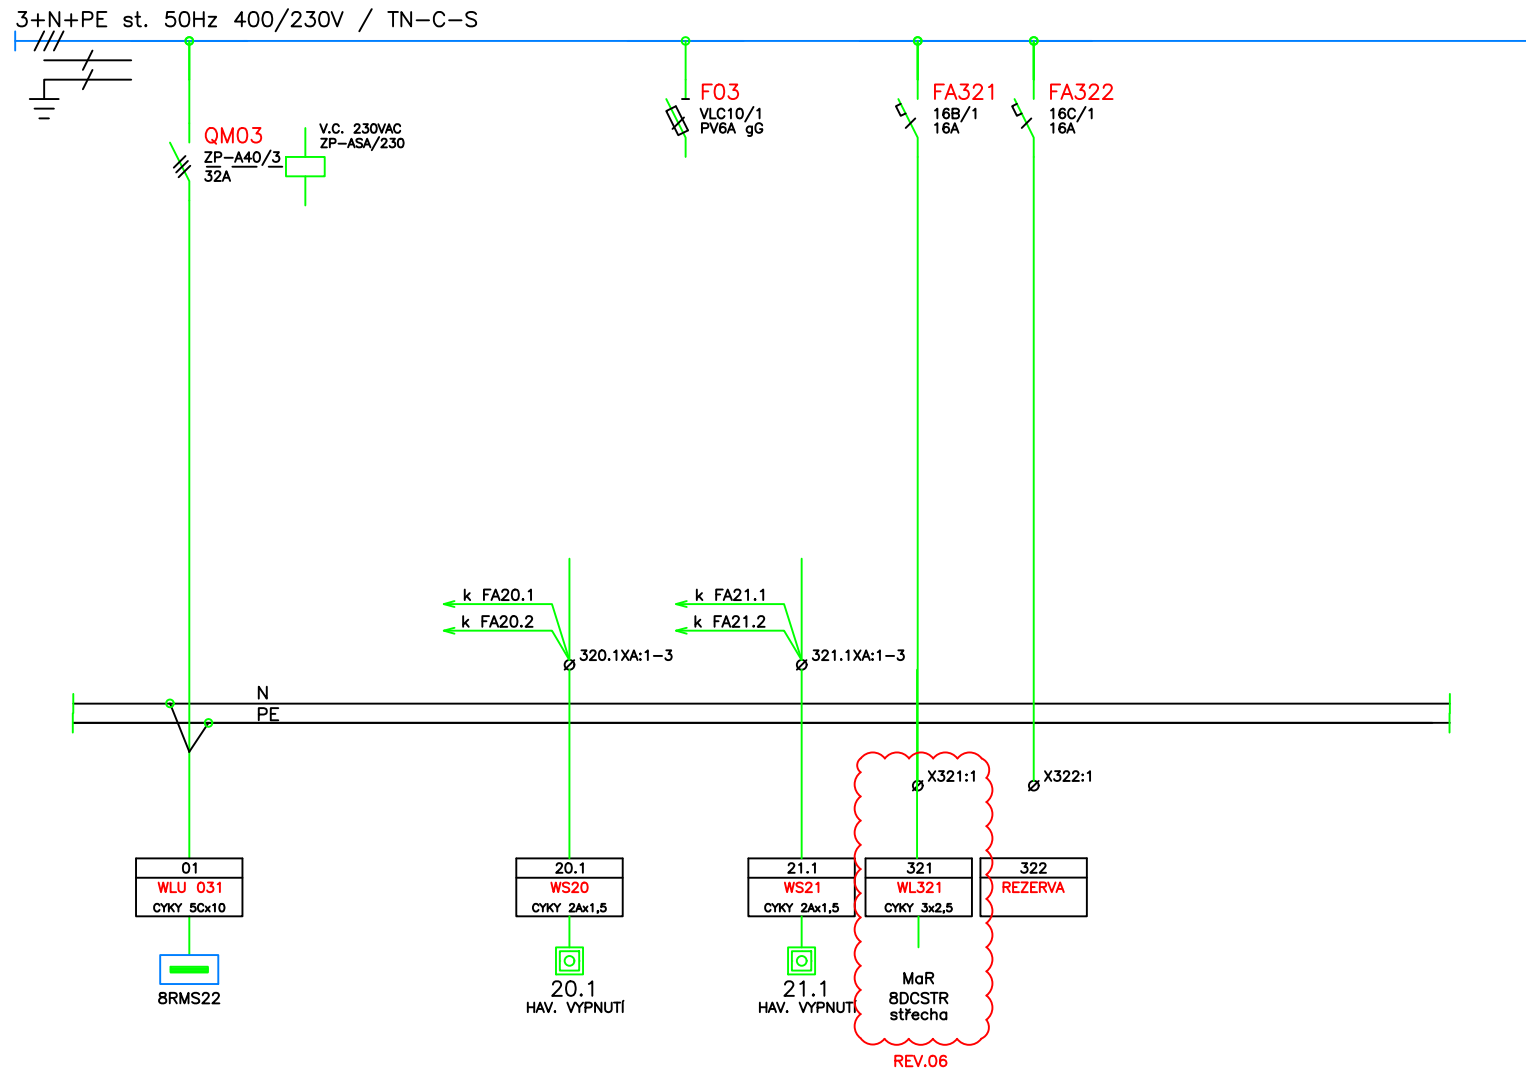 3+N+PE st. 50Hz 400/230V / TN-C-S
QM03
ZP-A40/3
32A
V.C. 230VAC
ZP-ASA/230
F03
VLC10/1
PV6A gG
FA321
16B/1
16A
FA322
16C/1
16A
k FA20.1
k FA20.2
320.1XA:1-3
k FA21.1
k FA21.2
321.1XA:1-3
N
PE
X321:1
X322:1
01
WLU 031
CYKY 5Cx10
8RMS22
20.1
WS20
CYKY 2Ax1,5
20.1
HAV. VYPNUTÍ
21.1
WS21
CYKY 2Ax1,5
21.1
HAV. VYPNUTÍ
321
WL321
CYKY 3x2,5
MaR
8DCSTR
střecha
REV.06
322
REZERVA